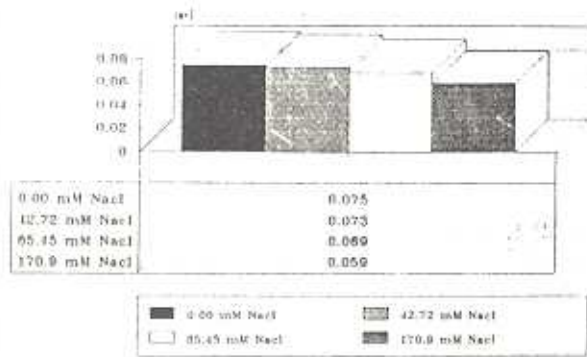 0.08
0.06
0.04
0.02
0
0.00 mM Nacl 0.075
42.72 mM Nacl 0.073
85.45 mM Nacl 0.069
170.9 mM Nacl 0.059
0.00 mM Nacl 42.72 mM Nacl
85.45 mM Nacl 170.9 mM Nacl